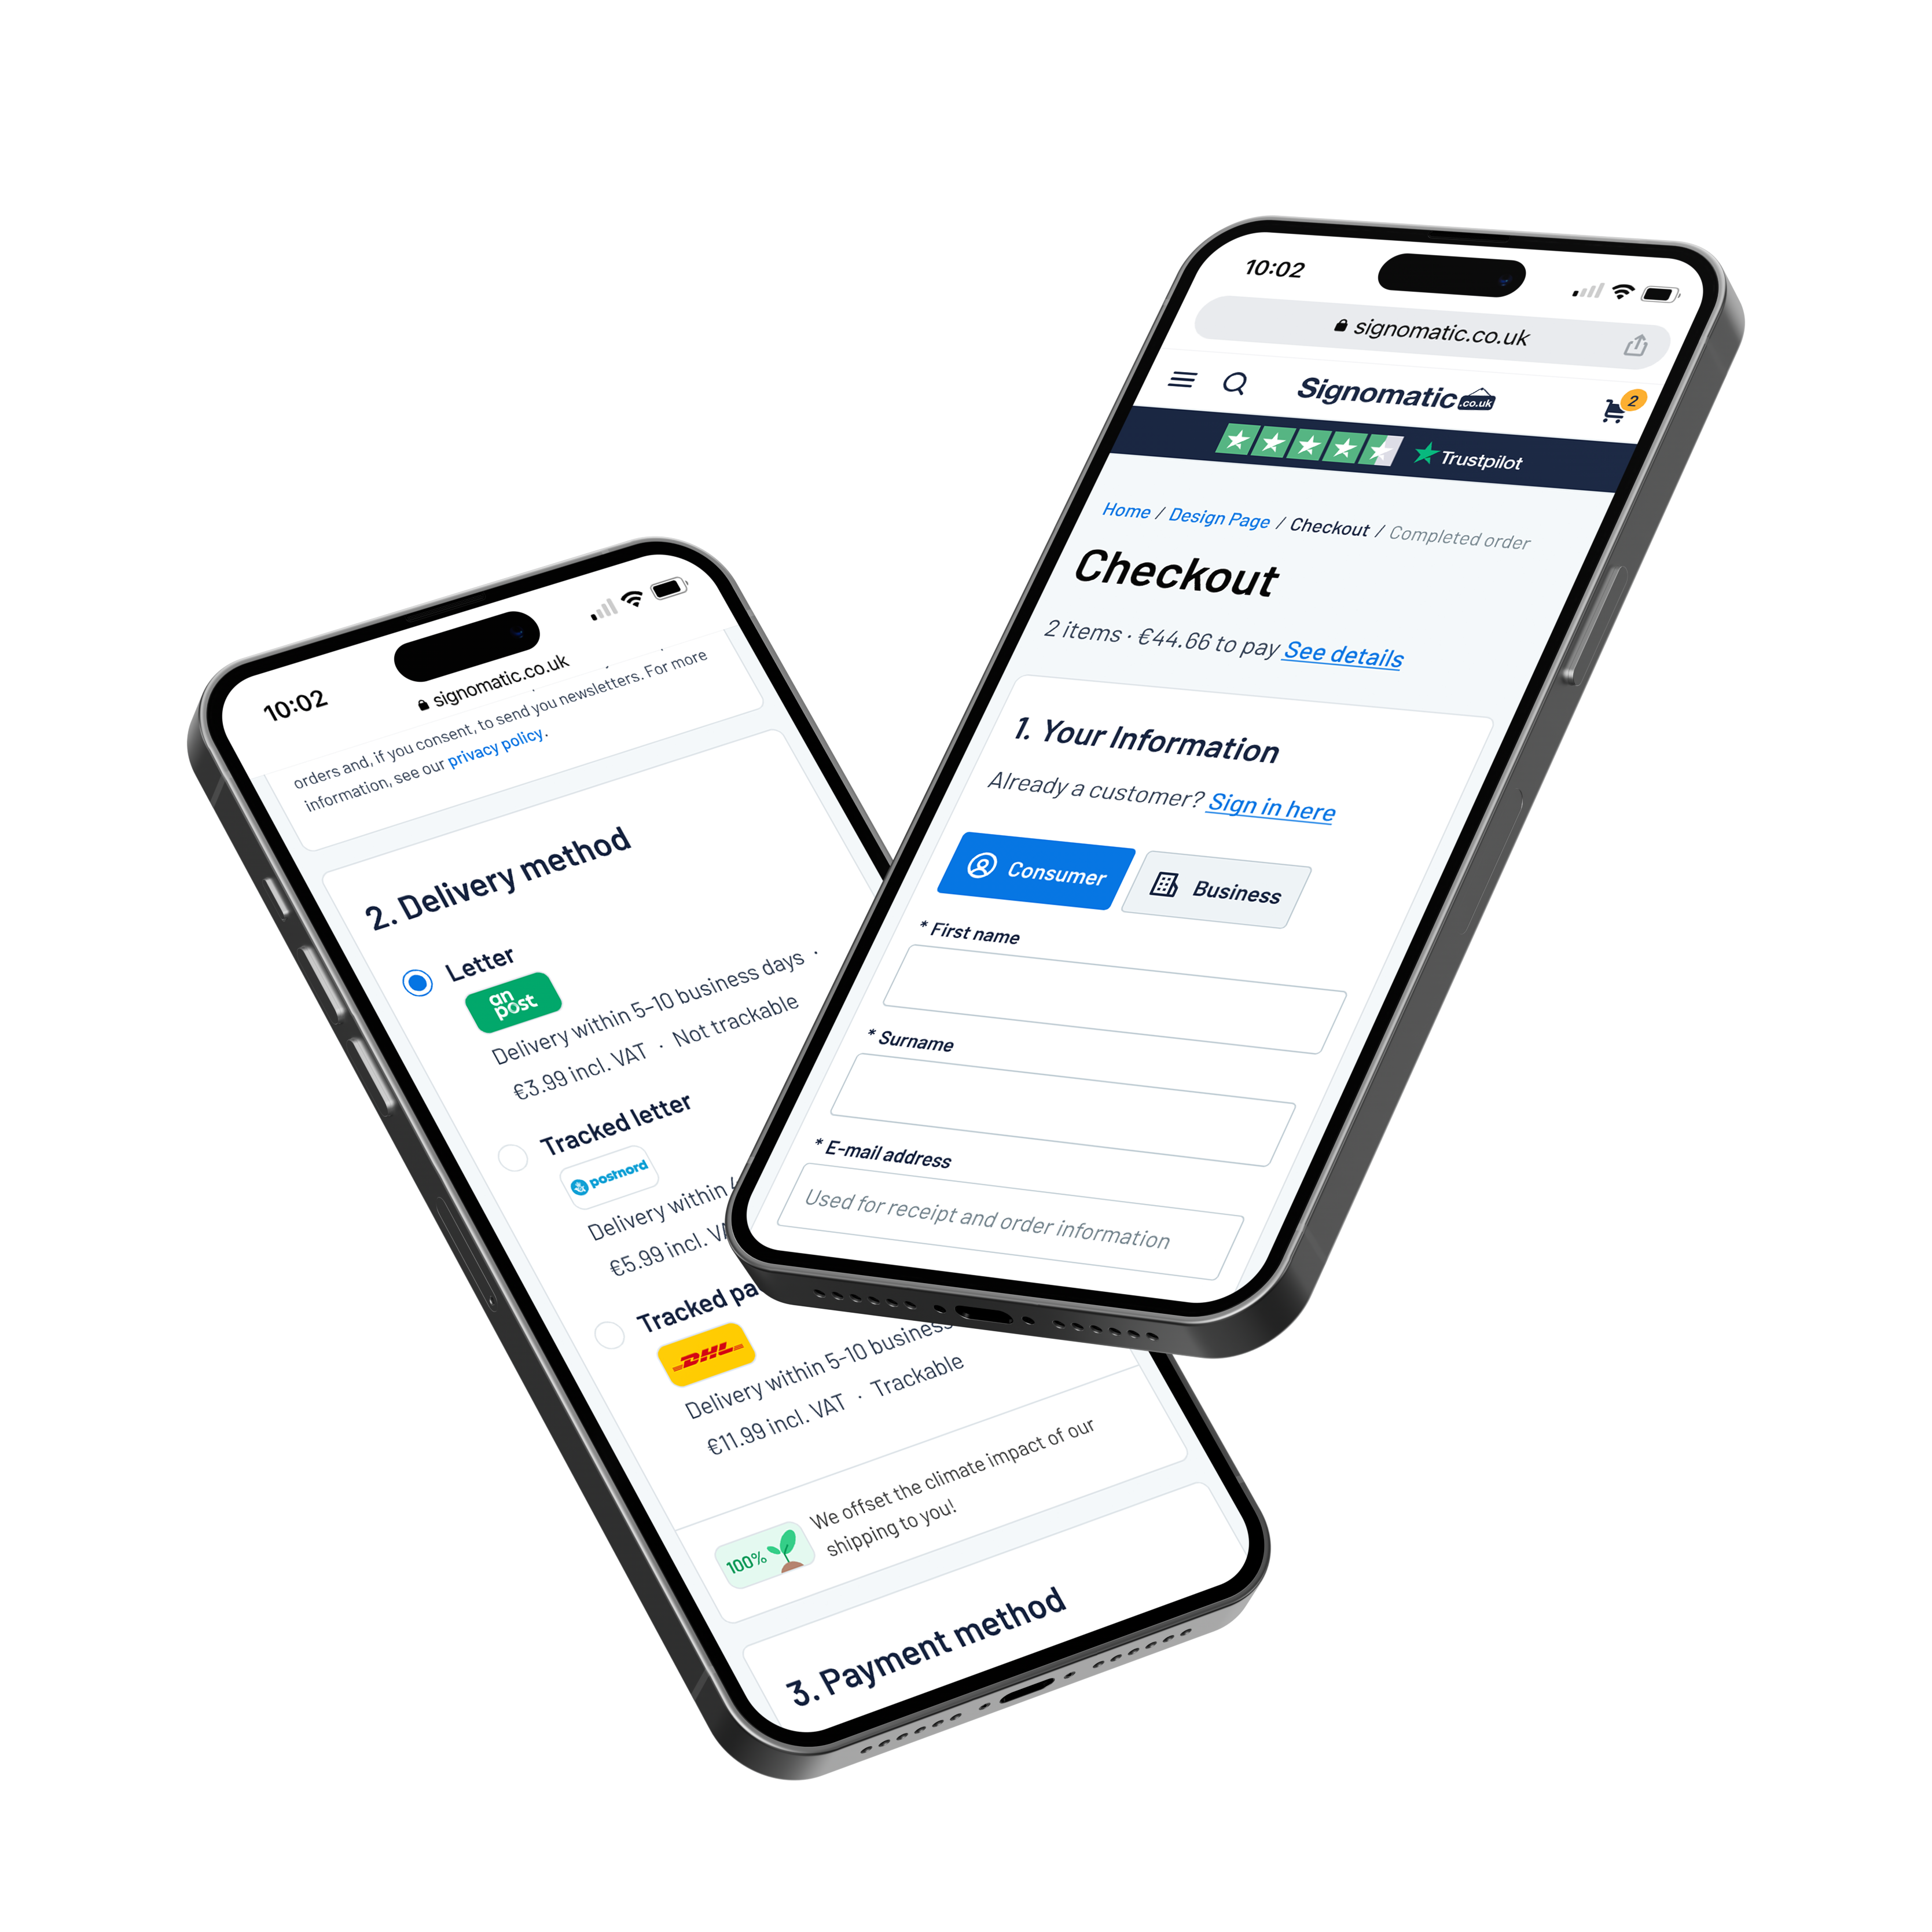 10:02
signomatic.co.uk
orders and, if you consent, to send you newsletters. For more
information, see our privacy policy.
2. Delivery method
Letter
an
post
Delivery within 5-10 business days ·
€3.99 incl. VAT · Not trackable
Tracked letter
postnord
Delivery within
€5.99 incl.
Tracked
DHL
Delivery within 5-10 business
€11.99 incl. VAT · Trackable
100%
We offset the climate impact of our
shipping to you!
3. Payment method
10:02
signomatic.co.uk
Signomatic .co.uk
2
Trustpilot
Home / Design Page / Checkout / Completed order
Checkout
2 items · €44.66 to pay See details
1. Your Information
Already a customer? Sign in here
Consumer
Business
* First name
* Surname
* E-mail address
Used for receipt and order information